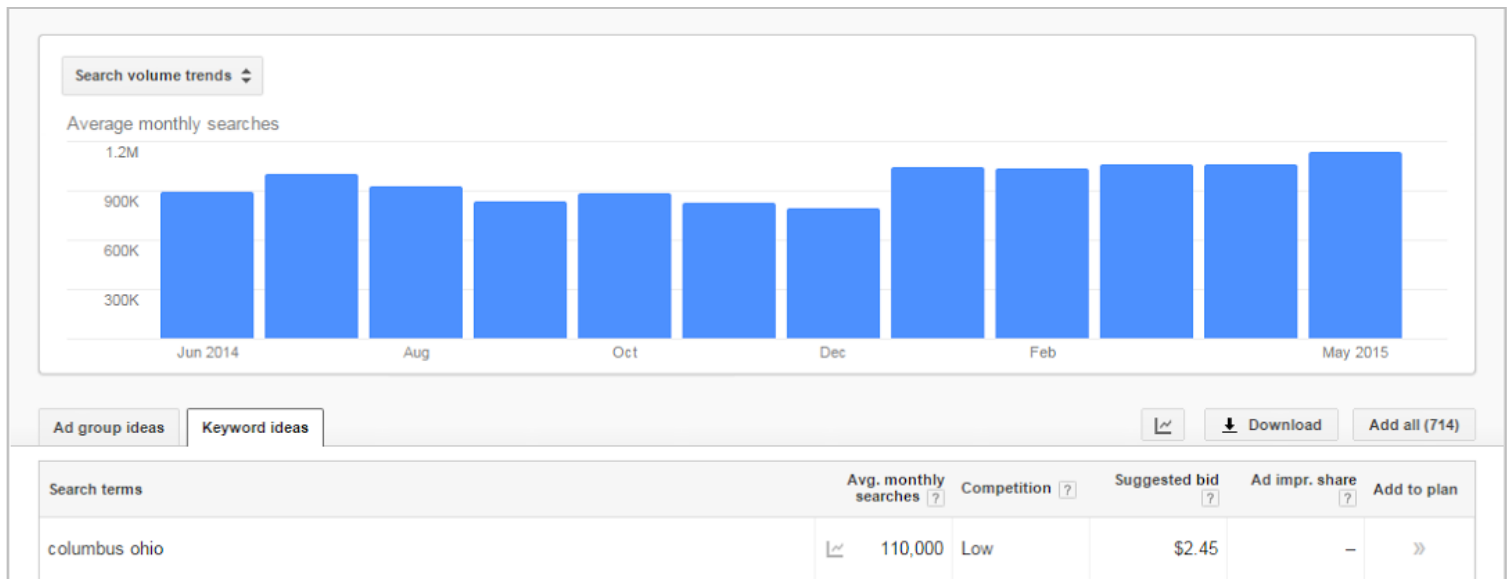 Search volume trends
Average monthly searches
1.2M
900K
600K
300K
Jun 2014 Aug Oct Dec Feb May 2015
Ad group ideas Keyword ideas Download Add all (714)
Search terms Avg. monthly searches ? Competition ? Suggested bid ? Ad impr. share ? Add to plan
columbus ohio 110,000 Low $2.45 – »